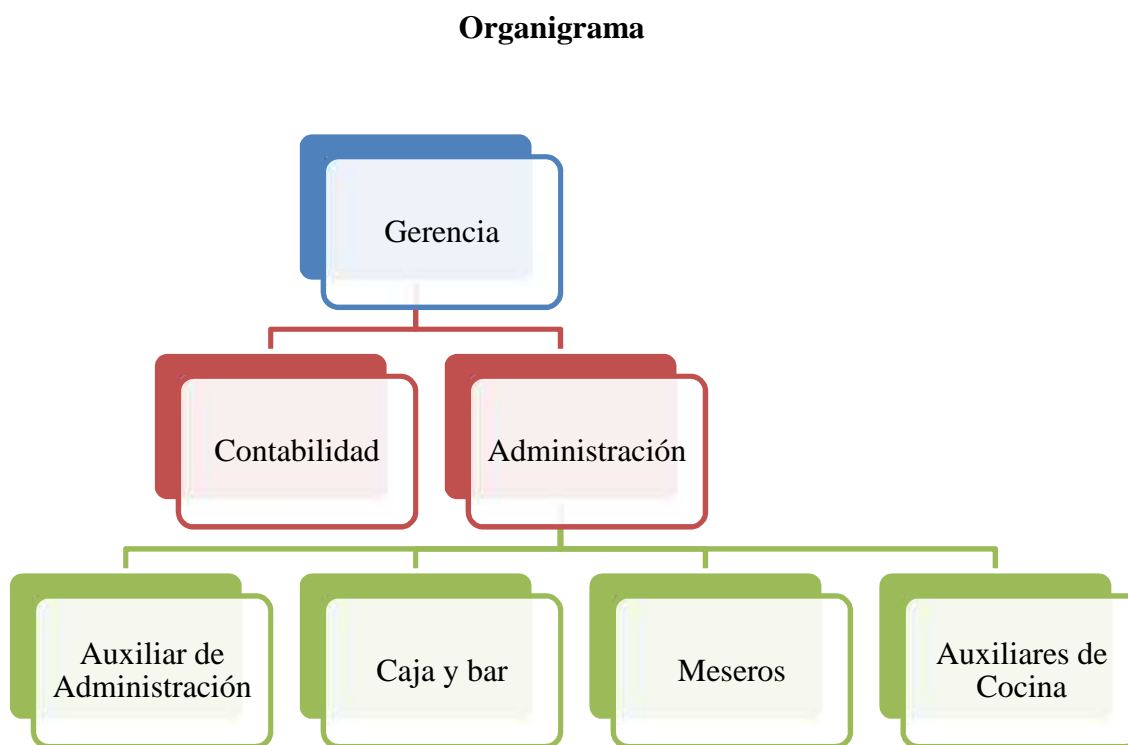 Organigrama
Gerencia
Contabilidad
Administración
Auxiliar de
Administración
Caja y bar
Meseros
Auxiliares de
Cocina